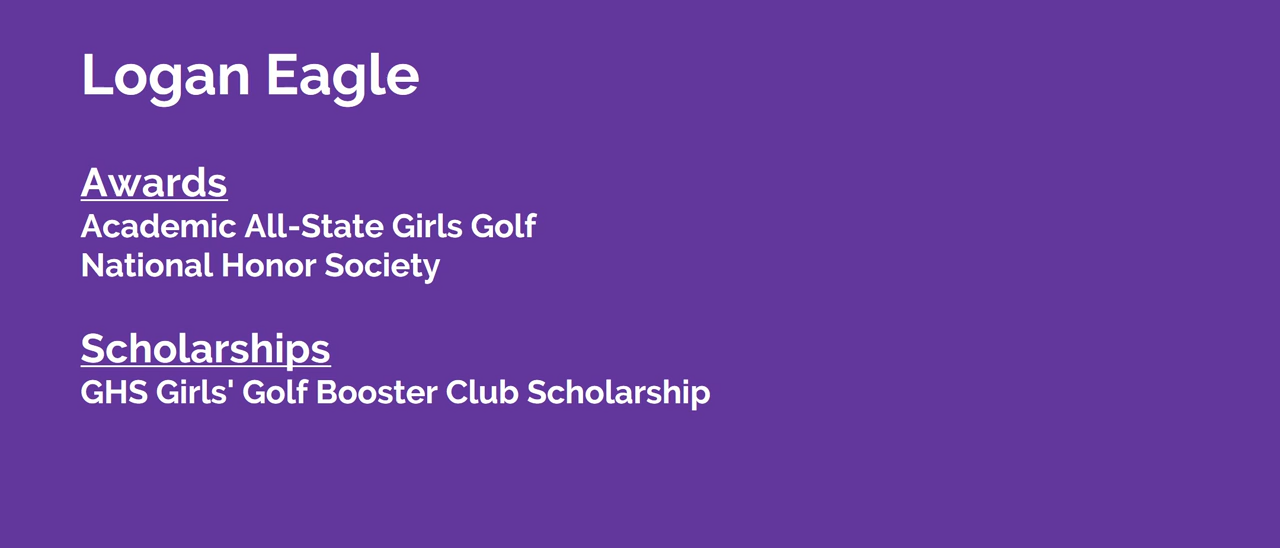 Logan Eagle
Awards
Academic All-State Girls Golf
National Honor Society
Scholarships
GHS Girls' Golf Booster Club Scholarship